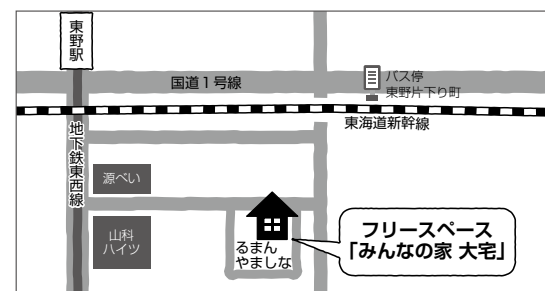 東野駅
国道1号線
バス停
東野片下り町
東海道新幹線
地下鉄東西線
源べい
山科
ハイツ
るまん
やましな
フリースペース
「みんなの家 大宅」